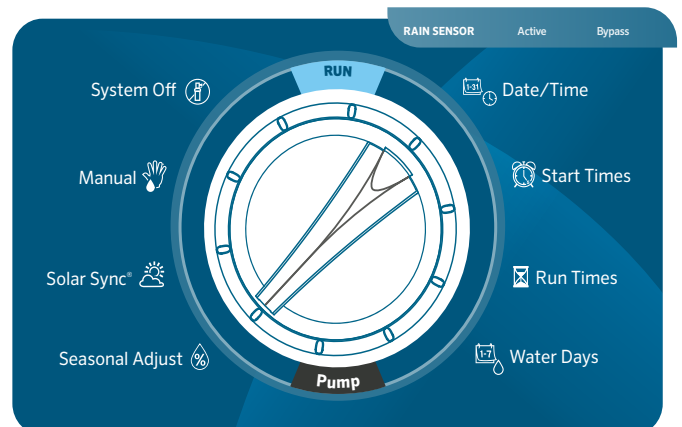 RAIN SENSOR Active Bypass
RUN
System Off
1-31 Date/Time
Manual
Start Times
Solar Sync®
Run Times
Seasonal Adjust %
1-7 Water Days
Pump